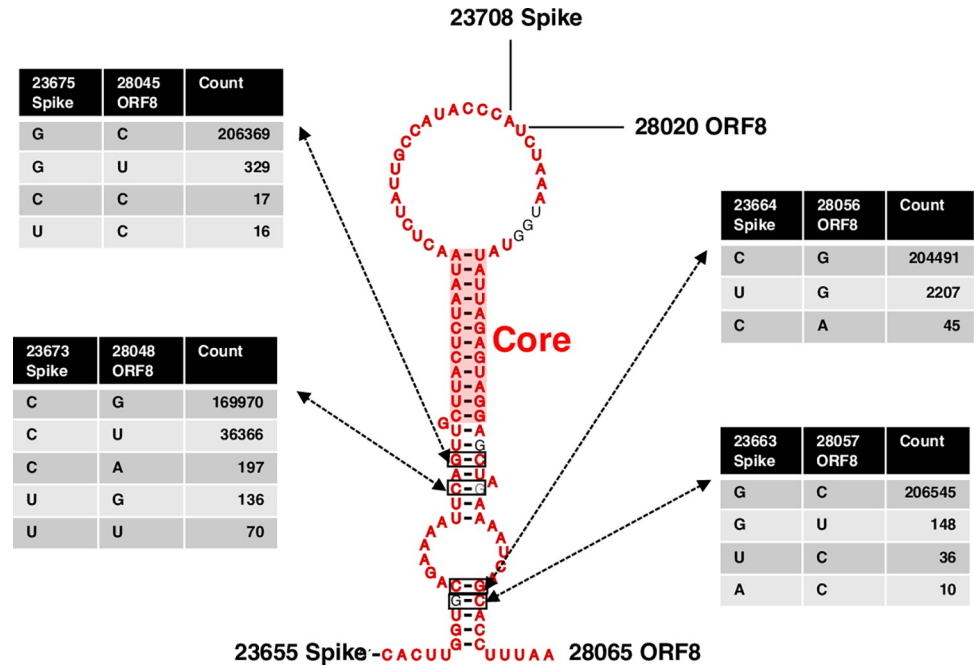 23708 Spike
23675 Spike 28045 ORF8 Count
G C 206369
G U 329
C C 17
U C 16
28020 ORF8
A C U C U A U U G C C A U A C C C A U C U A A A U G G U A
23664 Spike 28056 ORF8 Count
C G 204491
U G 2207
C A 45
A-U
U-A
A-U
A-U
U-A
C-G
U-A
C-G
A-U
U-A
U-G
C-G
Core
G
U-A
U G
G-C
A-U
A
C-G
U-A
U-A
23673 Spike 28048 ORF8 Count
C G 169970
C U 36366
C A 197
U G 136
U U 70
23663 Spike 28057 ORF8 Count
G C 206545
G U 148
U C 36
A C 10
A A A A G A
A A U C A
C-G
G-C
U-A
G-C
G-C
23655 Spike -CACUU UUUAA 28065 ORF8